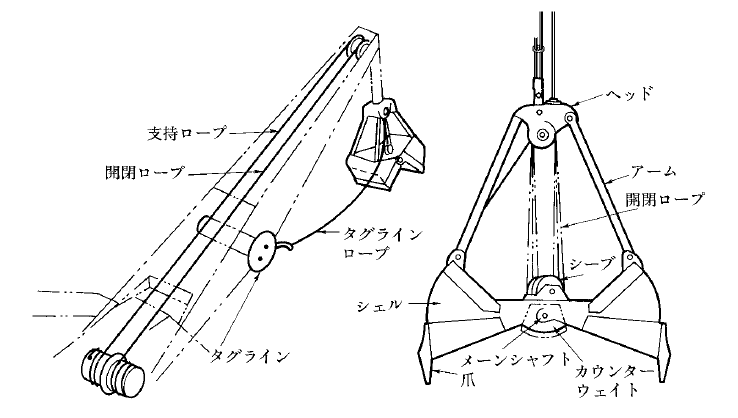 支持ロープ
開閉ロープ
タグライン
ロープ
タグライン
ヘッド
アーム
開閉ロープ
シーブ
シェル
メーンシャフト
爪
カウンター
ウェイト